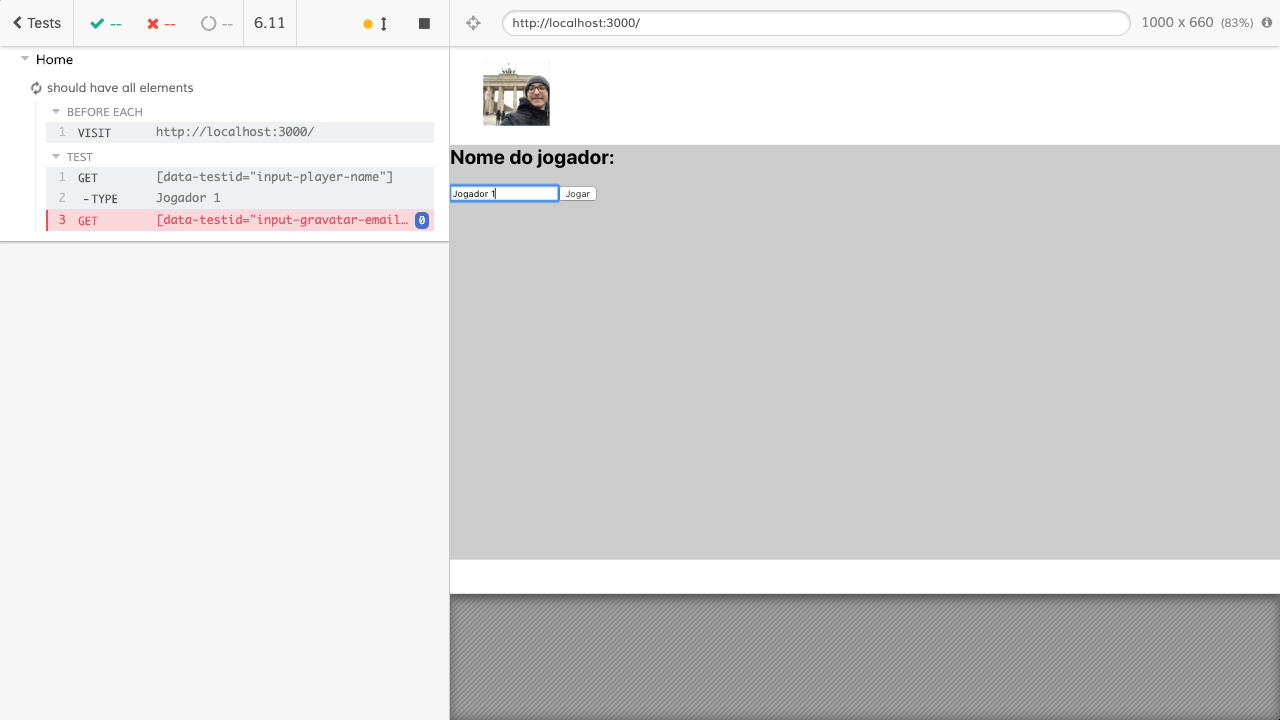 Tests -- -- -- 6.11
Home
should have all elements
BEFORE EACH
1 VISIT http://localhost:3000/
TEST
1 GET [data-testid="input-player-name"]
2 -TYPE Jogador 1
3 GET [data-testid="input-gravatar-email… 0
http://localhost:3000/ 1000 x 660 (83%)
Nome do jogador:
Jogador 1 Jogar